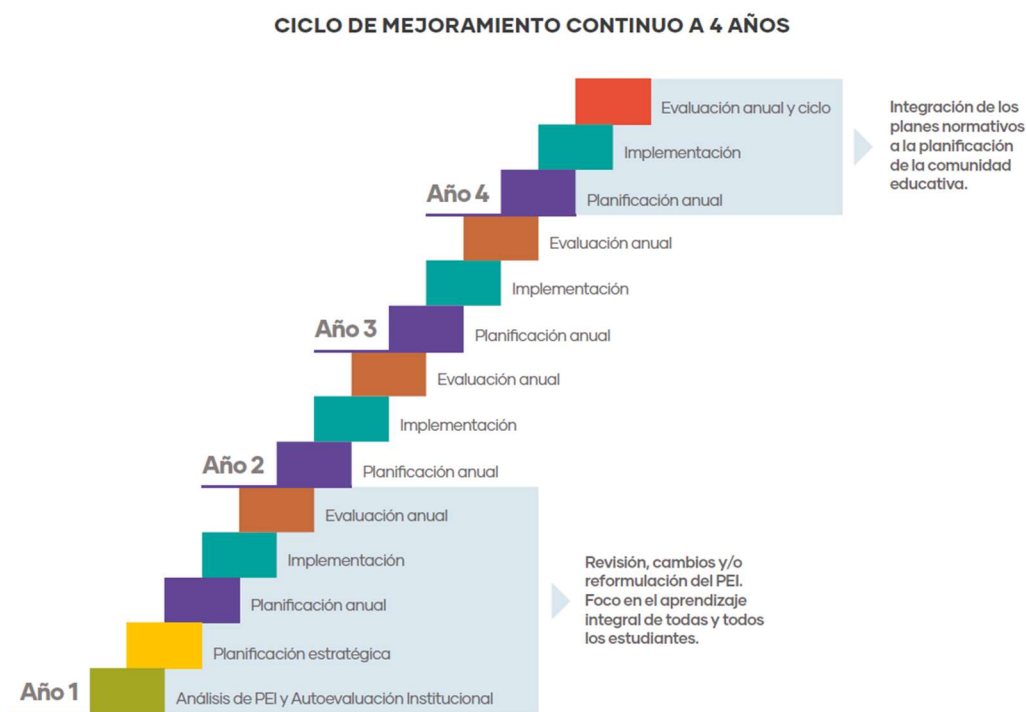 CICLO DE MEJORAMIENTO CONTINUO A 4 AÑOS
Evaluación anual y ciclo
Implementación
Año 4
Planificación anual
Integración de los
planes normativos
a la planificación
de la comunidad
educativa.
Evaluación anual
Implementación
Año 3
Planificación anual
Evaluación anual
Implementación
Año 2
Planificación anual
Evaluación anual
Implementación
Planificación anual
Planificación estratégica
Año 1
Análisis de PEI y Autoevaluación Institucional
Revisión, cambios y/o
reformulación del PEI.
Foco en el aprendizaje
integral de todas y todos
los estudiantes.